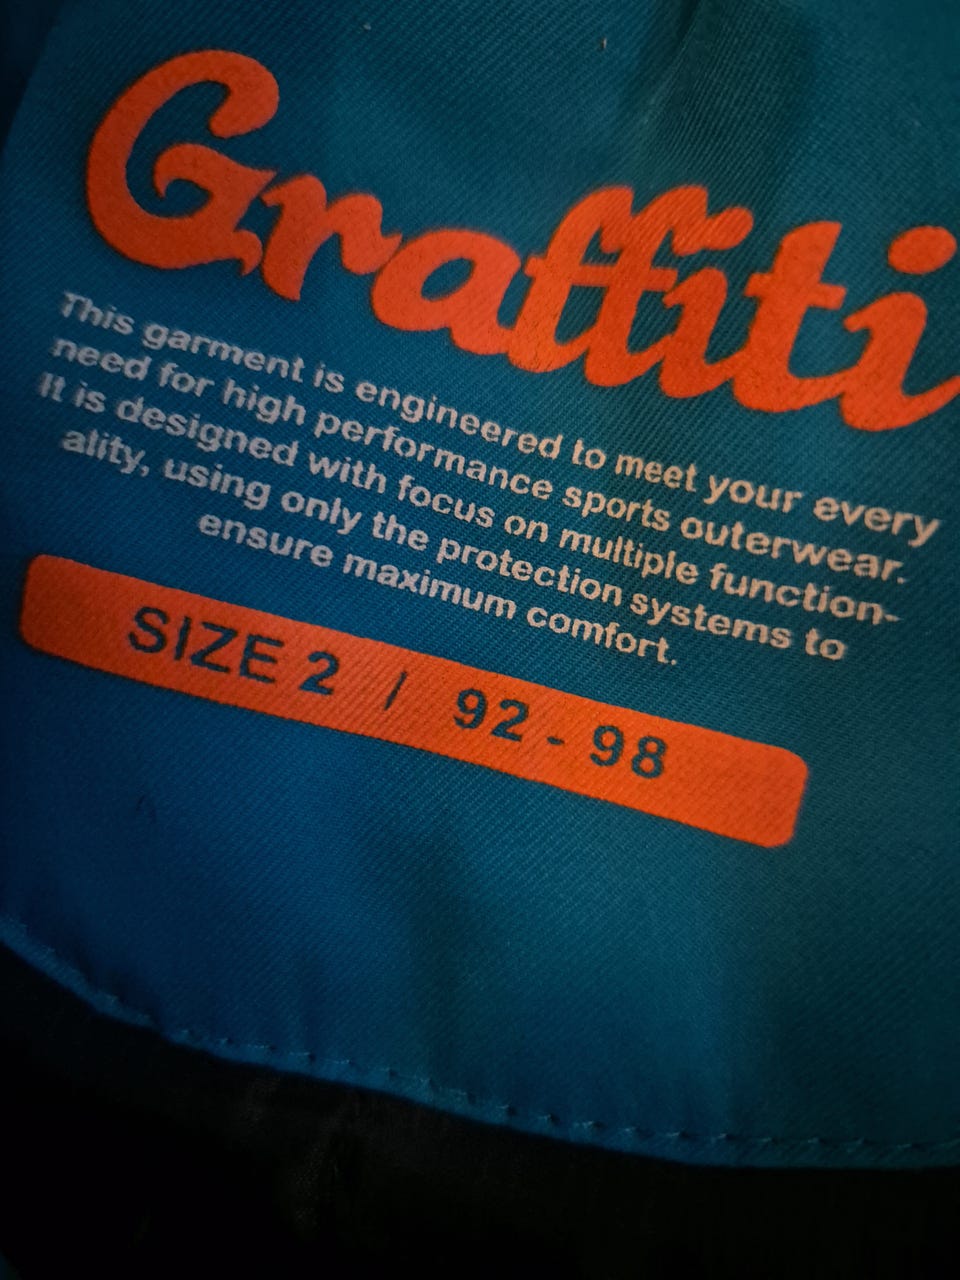 Graffiti
This garment is engineered to meet your every
need for high performance sports outerwear.
It is designed with focus on multiple function-
ality, using only the protection systems to
ensure maximum comfort.
SIZE 2 / 92 - 98